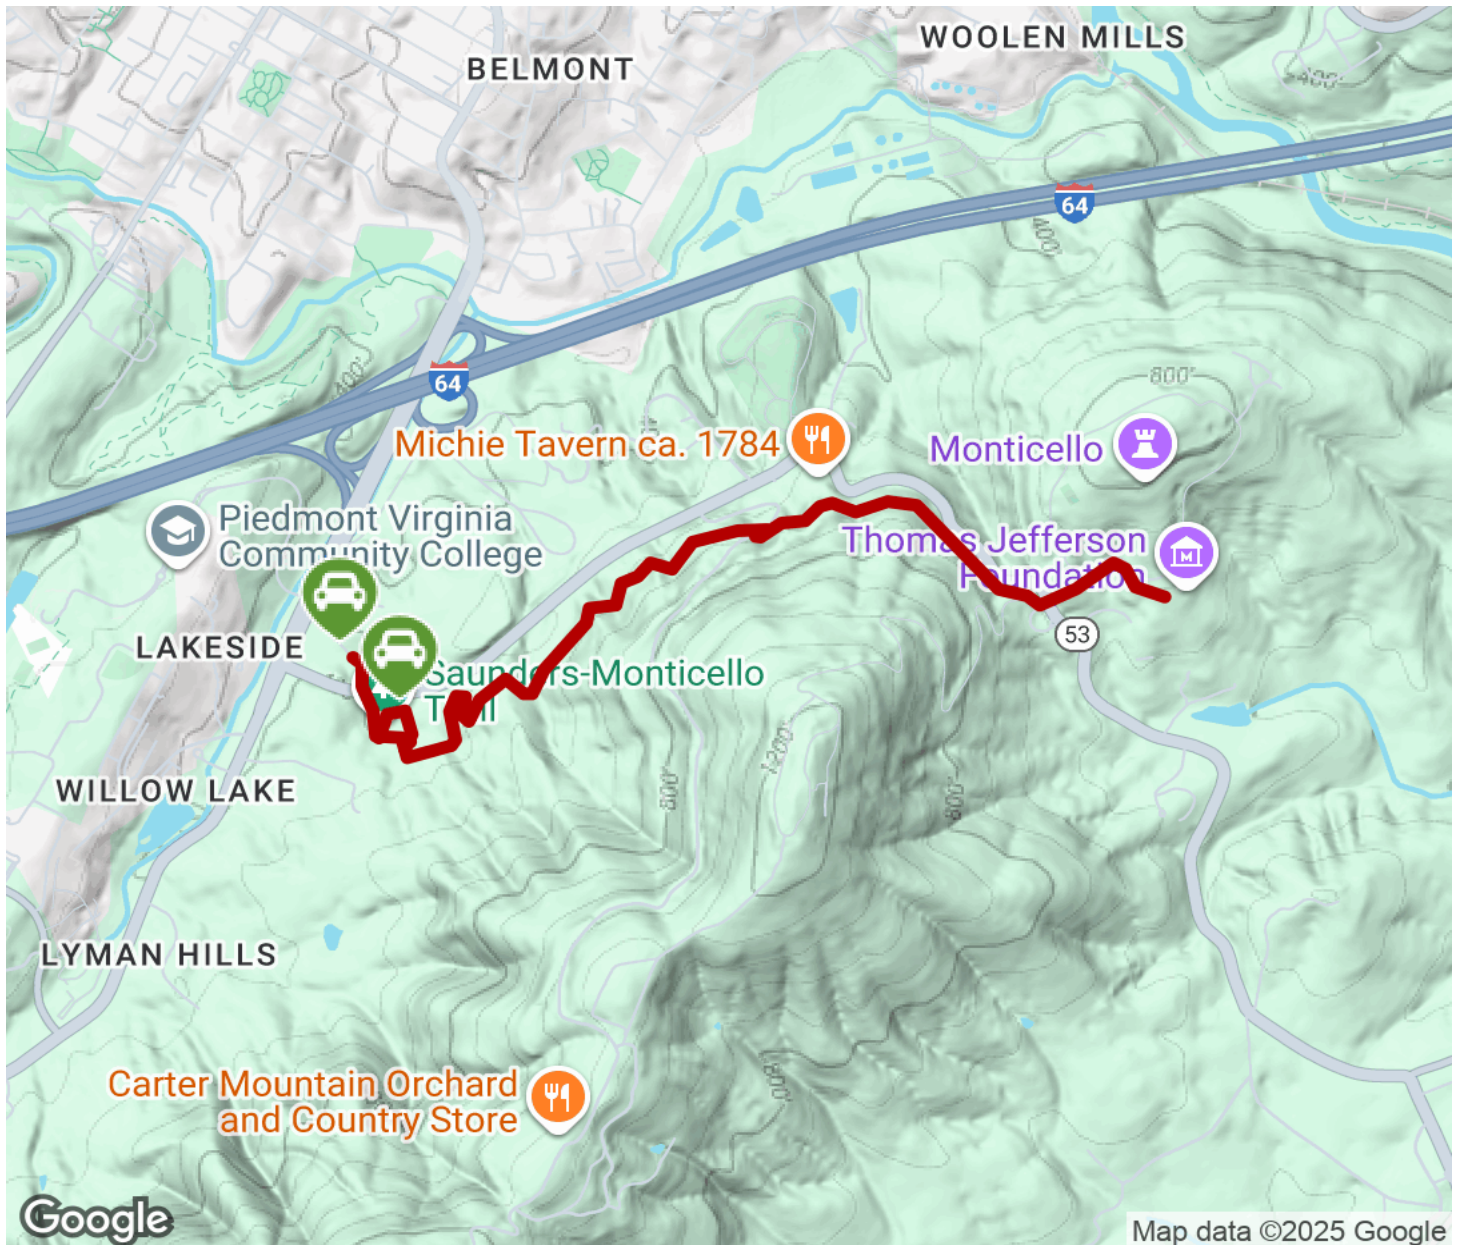 WOOLEN MILLS
BELMONT
400'
64
400'
400'
64
800'
Michie Tavern ca. 1784
Monticello
Piedmont Virginia
Community College
Thomas Jefferson
Foundation
M
53
LAKESIDE
Saunders-Monticello
Trail
1200'
800'
800'
WILLOW LAKE
LYMAN HILLS
Carter Mountain Orchard
and Country Store
800'
Google
Map data ©2025 Google